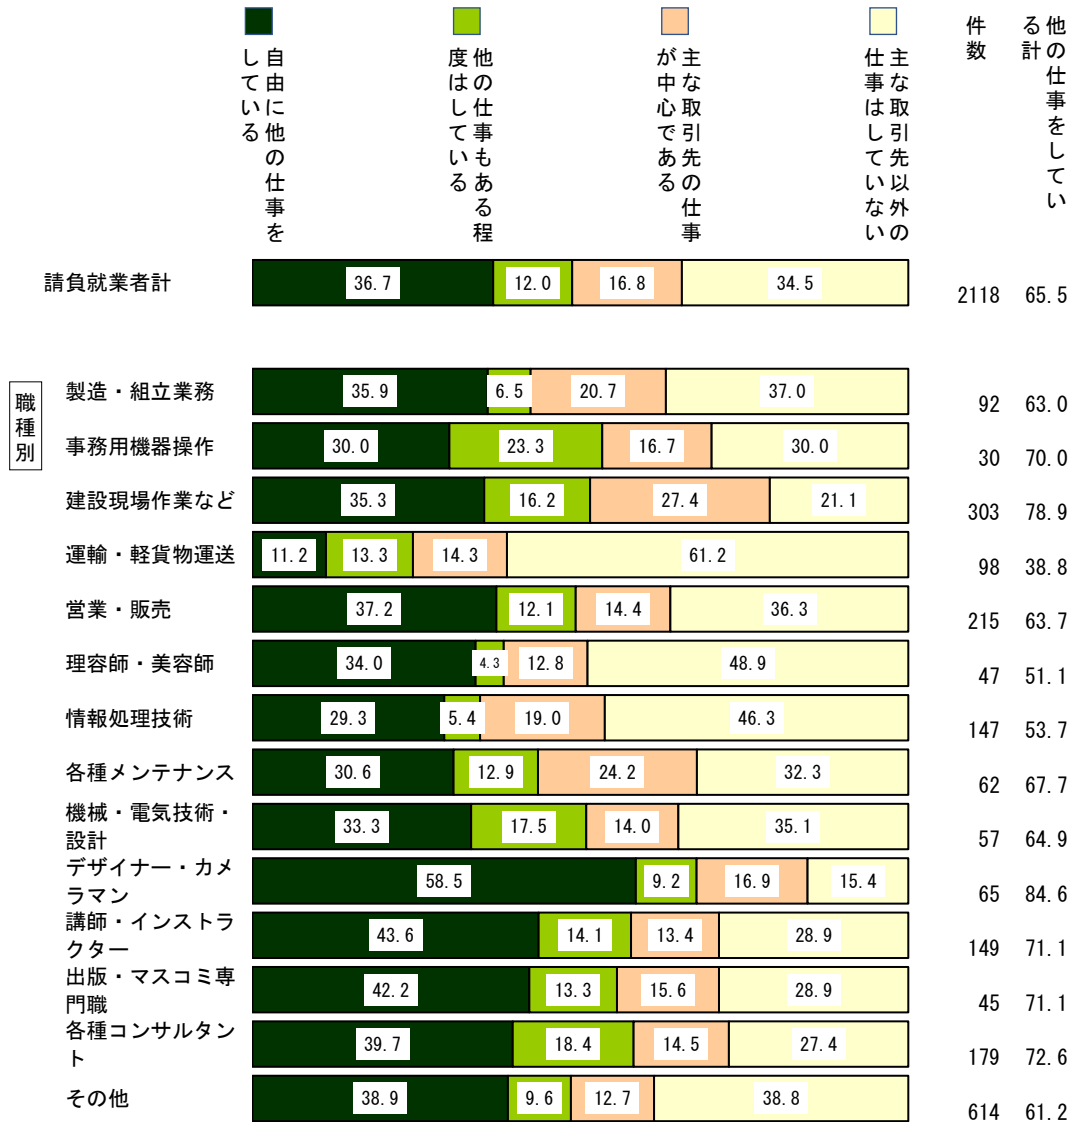 自由に他の仕事を
している
他の仕事もある程
度はしている
主な取引先の仕事
が中心である
主な取引先以外の
仕事はしていない
件数
他の仕事をしてい
る計
請負就業者計 36.7 12.0 16.8 34.5 2118 65.5
職種別
製造・組立業務 35.9 6.5 20.7 37.0 92 63.0
事務用機器操作 30.0 23.3 16.7 30.0 30 70.0
建設現場作業など 35.3 16.2 27.4 21.1 303 78.9
運輸・軽貨物運送 11.2 13.3 14.3 61.2 98 38.8
営業・販売 37.2 12.1 14.4 36.3 215 63.7
理容師・美容師 34.0 4.3 12.8 48.9 47 51.1
情報処理技術 29.3 5.4 19.0 46.3 147 53.7
各種メンテナンス 30.6 12.9 24.2 32.3 62 67.7
機械・電気技術・
設計 33.3 17.5 14.0 35.1 57 64.9
デザイナー・カメ
ラマン 58.5 9.2 16.9 15.4 65 84.6
講師・インストラ
クター 43.6 14.1 13.4 28.9 149 71.1
出版・マスコミ専
門職 42.2 13.3 15.6 28.9 45 71.1
各種コンサルタン
ト 39.7 18.4 14.5 27.4 179 72.6
その他 38.9 9.6 12.7 38.8 614 61.2